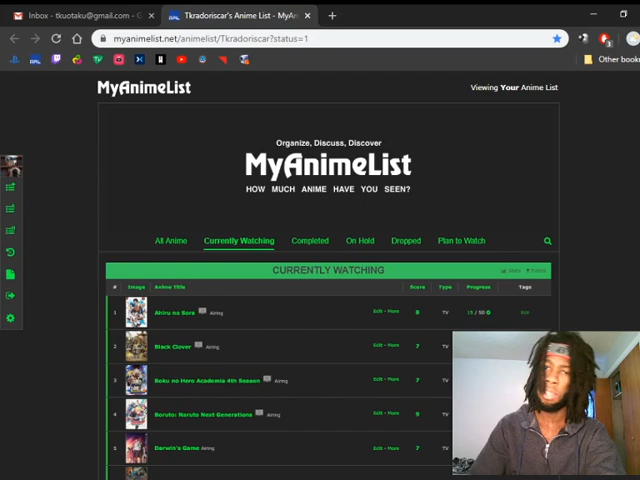 Inbox - tkuotaku@gmail.com - G
Tkradoriscar's Anime List - MyAn
myanimelist.net/animelist/Tkradoriscar?status=1
Other book
MyAnimeList
Viewing Your Anime List
Organize, Discuss, Discover
MyAnimeList
HOW MUCH ANIME HAVE YOU SEEN?
All Anime Currently Watching Completed On Hold Dropped Plan to Watch
CURRENTLY WATCHING
Stats Filters
# Image Anime Title Score Type Progress Tags
1 Ahiru no Sora Airing Edit - More 8 TV 15 / 50 Edit
2 Black Clover Airing Edit - More 7 TV
3 Boku no Hero Academia 4th Season Airing Edit - More 7 TV
4 Boruto: Naruto Next Generations Airing Edit - More 9 TV
5 Darwin's Game Airing Edit - More 7 TV